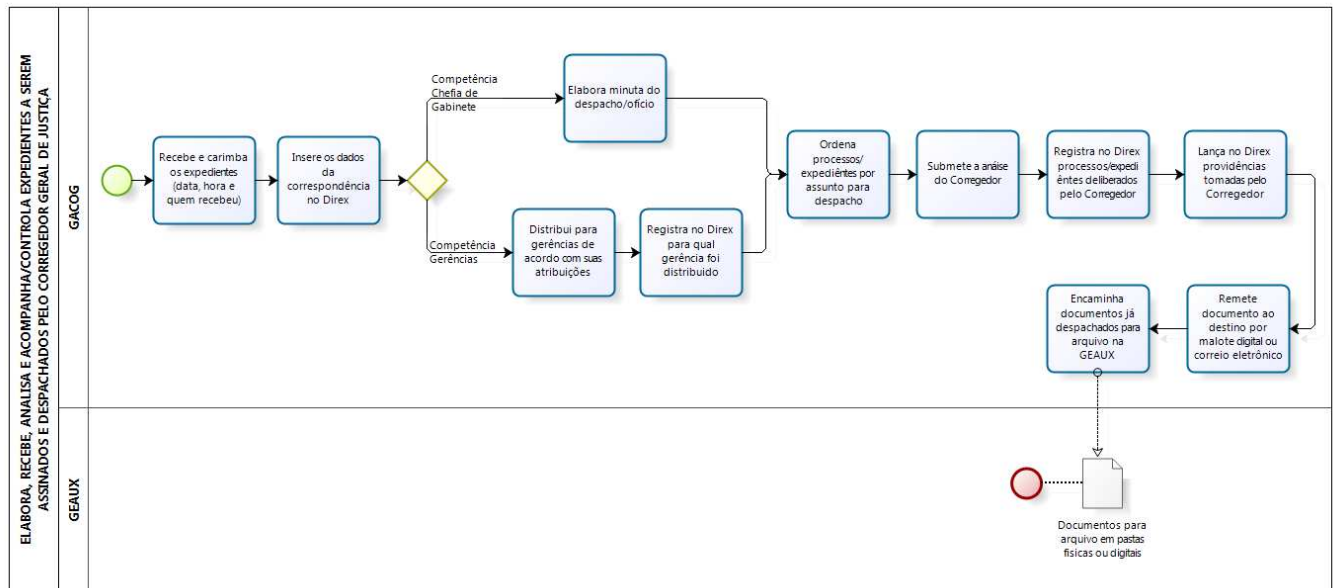 ELABORA, RECEBE, ANALISA E ACOMPANHA/CONTROLA EXPEDIENTES A SEREM
ASSINADOS E DESPACHADOS PELO CORREGEDOR GERAL DE JUSTIÇA
GACOG
Recebe e carimba
os expedientes
(data, hora e
quem recebeu)
Insere os dados
da
correspondência
no Direx
Competência
Chefia de
Gabinete
Elabora minuta do
despacho/ofício
Competência
Gerências
Distribui para
gerências de
acordo com suas
atribuições
Registra no Direx
para qual
gerência foi
distribuido
Ordena
processos/
expediêntes por
assunto para
despacho
Submete a anáise
do Corregedor
Registra no Direx
processos/expedi
êntes deliberados
pelo Corregedor
Lança no Direx
providências
tomadas pelo
Corregedor
Remete
documento ao
destino por
malote digital ou
correio eletrônico
Encaminha
documentos já
despachados para
arquivo na
GEAUX
GEAUX
Documentos para
arquivo em pastas
fisicas ou digitais